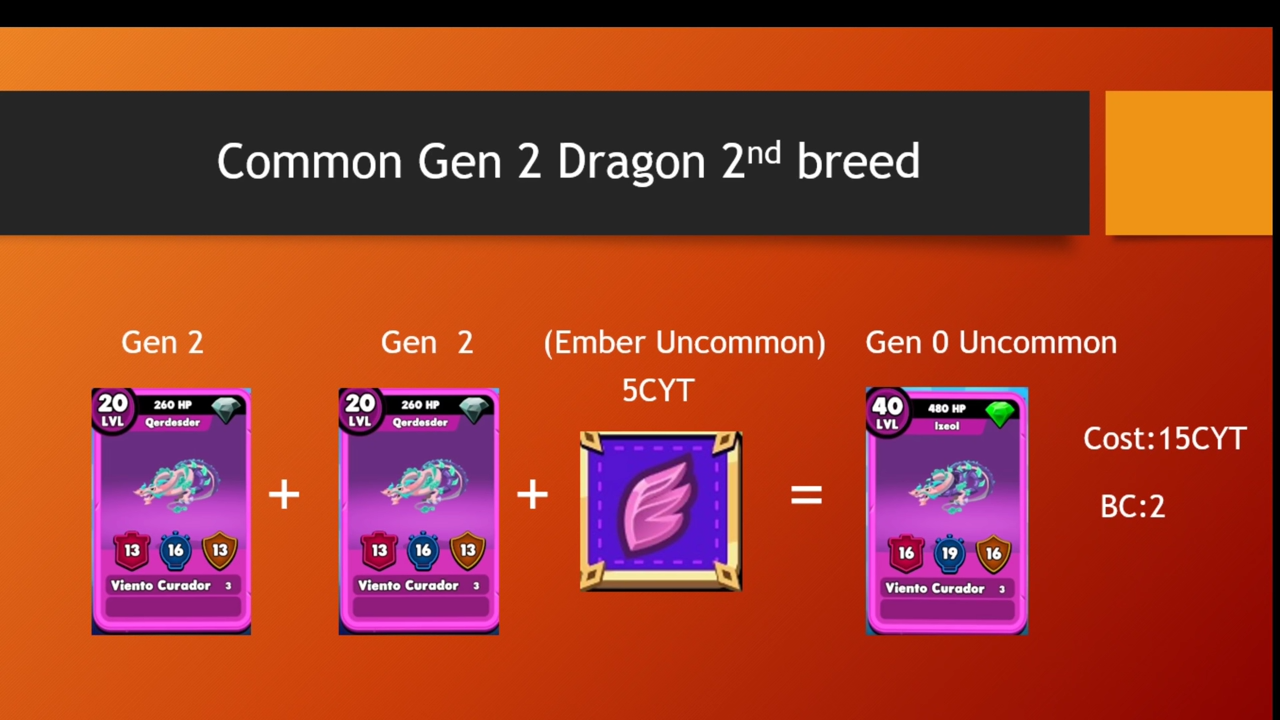 Common Gen 2 Dragon 2nd breed
Gen 2
Gen 2
(Ember Uncommon)
5CYT
Gen 0 Uncommon
20
LVL
260 HP
Qerdesder
13 16 13
Viento Curador 3
+
20
LVL
260 HP
Qerdesder
13 16 13
Viento Curador 3
+
=
40
LVL
480 HP
Izeol
16 19 16
Viento Curador 3
Cost:15CYT
BC:2